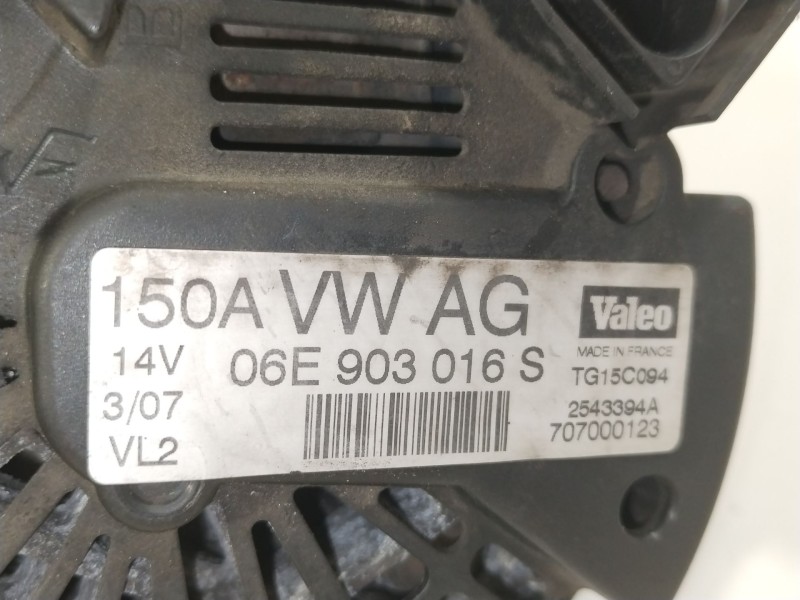 150A VW AG
14V 06E 903 016 S
3/07
VL2
Valeo
MADE IN FRANCE
TG15C094
2543394A
707000123